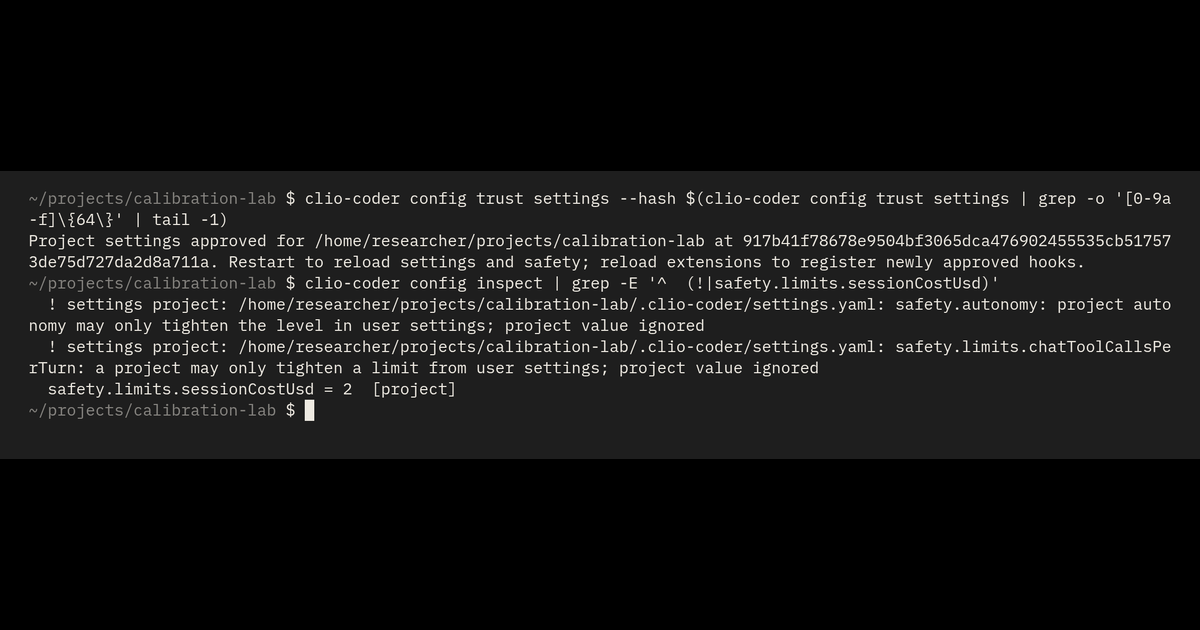 ~/projects/calibration-lab $ clio-coder config trust settings --hash $(clio-coder config trust settings | grep -o '[0-9a
-f]\{64\}' | tail -1)
Project settings approved for /home/researcher/projects/calibration-lab at 917b41f78678e9504bf3065dca476902455535cb51757
3de75d727da2d8a711a. Restart to reload settings and safety; reload extensions to register newly approved hooks.
~/projects/calibration-lab $ clio-coder config inspect | grep -E '^  (!|safety.limits.sessionCostUsd)'
  ! settings project: /home/researcher/projects/calibration-lab/.clio-coder/settings.yaml: safety.autonomy: project auto
nomy may only tighten the level in user settings; project value ignored
  ! settings project: /home/researcher/projects/calibration-lab/.clio-coder/settings.yaml: safety.limits.chatToolCallsPe
rTurn: a project may only tighten a limit from user settings; project value ignored
  safety.limits.sessionCostUsd = 2  [project]
~/projects/calibration-lab $